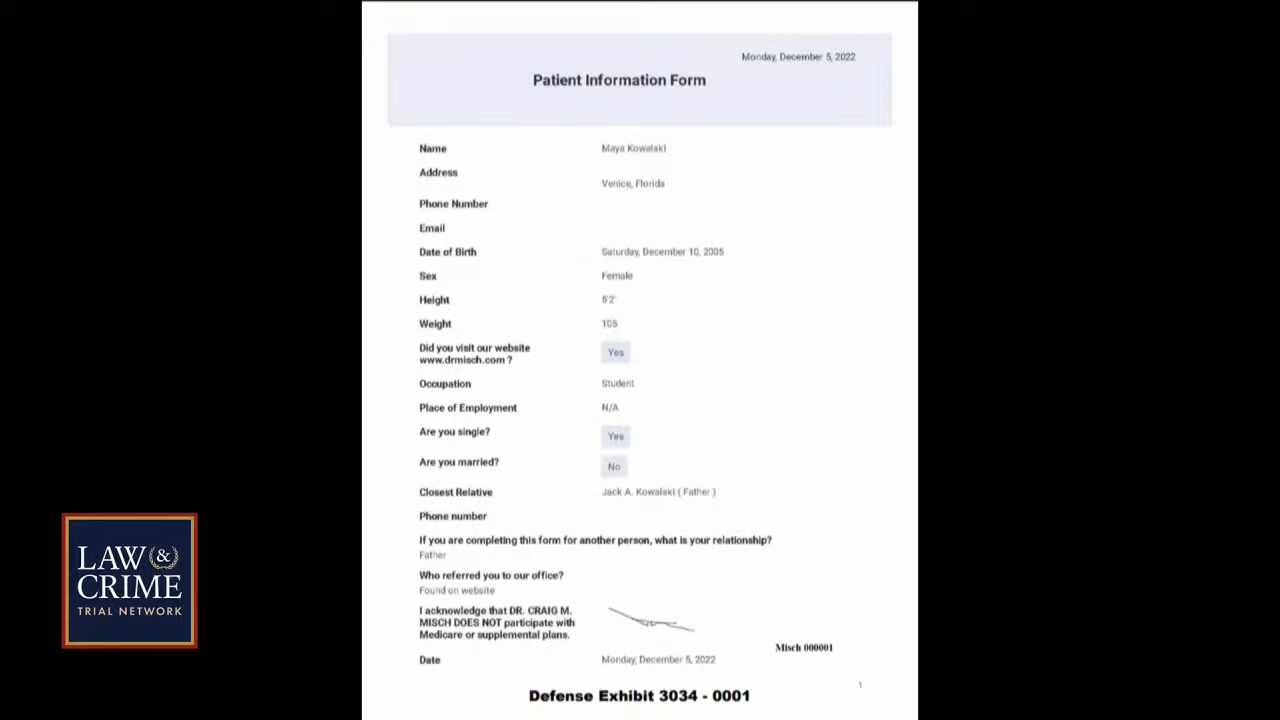 Monday, December 5, 2022
Patient Information Form
Name Maya Kowalski
Address
Venice, Florida
Phone Number
Email
Date of Birth Saturday, December 10, 2005
Sex Female
Height 5'2'
Weight 105
Did you visit our website
www.drmisch.com ? Yes
Occupation Student
Place of Employment N/A
Are you single? Yes
Are you married? No
Closest Relative Jack A. Kowalski ( Father )
Phone number
If you are completing this form for another person, what is your relationship?
Father
Who referred you to our office?
Found on website
I acknowledge that DR. CRAIG M.
MISCH DOES NOT participate with
Medicare or supplemental plans.
Misch 000001
Date Monday, December 5, 2022
1
Defense Exhibit 3034 - 0001
LAW &
CRIME
TRIAL NETWORK